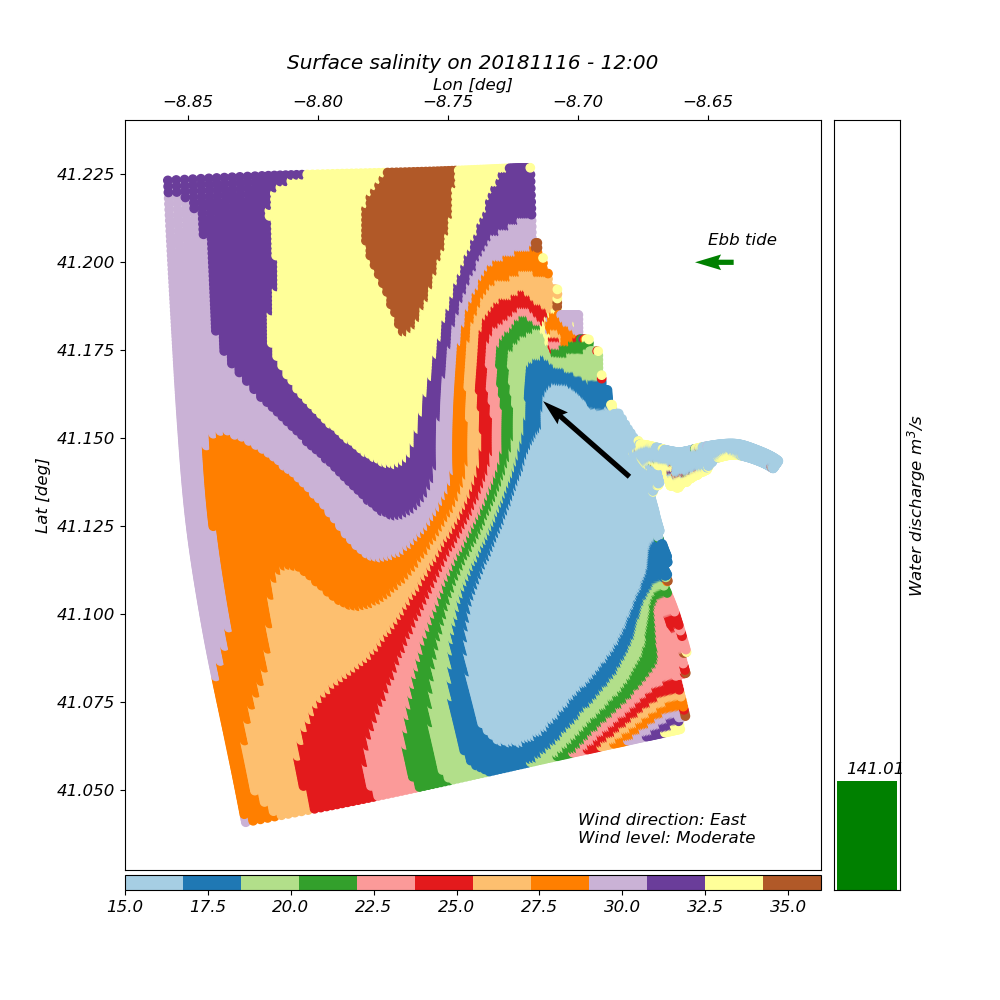 Surface salinity on 20181116 - 12:00
Lon [deg]
−8.85 −8.80 −8.75 −8.70 −8.65
41.225
41.200
41.175
41.150
41.125
41.100
41.075
41.050
Lat [deg]
Ebb tide
Wind direction: East
Wind level: Moderate
15.0 17.5 20.0 22.5 25.0 27.5 30.0 32.5 35.0
141.01
Water discharge m³/s